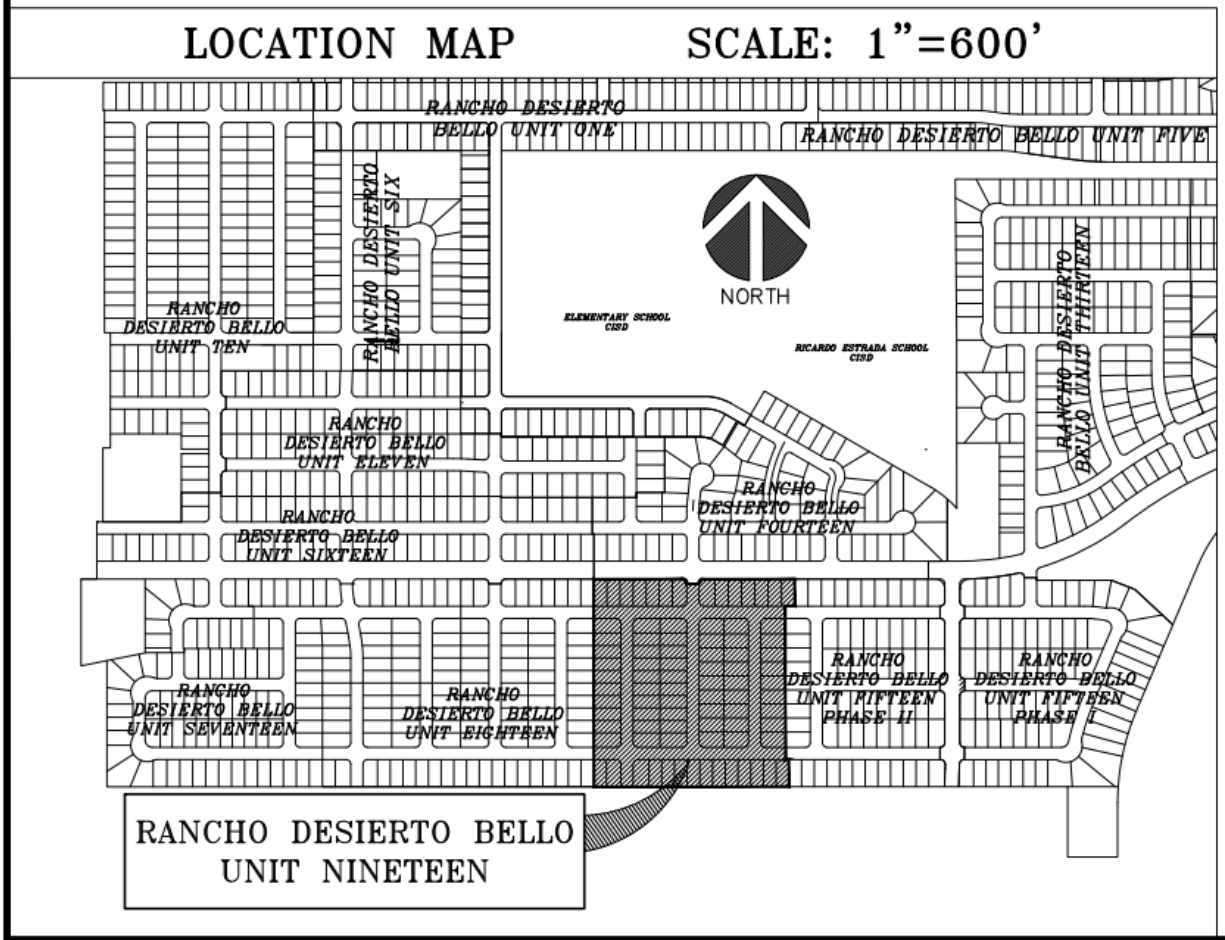 LOCATION MAP SCALE: 1"=600'
RANCHO DESIERTO
BELLO UNIT ONE
RANCHO DESIERTO BELLO UNIT FIVE
RANCHO DESIERTO
BELLO UNIT SIX
NORTH
RANCHO DESIERTO
BELLO UNIT THIRTEEN
RANCHO
DESIERTO BELLO
UNIT TEN
ELEMENTARY SCHOOL
CISD
RICARDO ESTRADA SCHOOL
CISD
RANCHO
DESIERTO BELLO
UNIT ELEVEN
RANCHO
DESIERTO BELLO
UNIT FOURTEEN
RANCHO
DESIERTO BELLO
UNIT SIXTEEN
RANCHO
DESIERTO BELLO
UNIT SEVENTEEN
RANCHO
DESIERTO BELLO
UNIT EIGHTEEN
RANCHO
DESIERTO BELLO
UNIT FIFTEEN
PHASE II
RANCHO
DESIERTO BELLO
UNIT FIFTEEN
PHASE I
RANCHO DESIERTO BELLO
UNIT NINETEEN